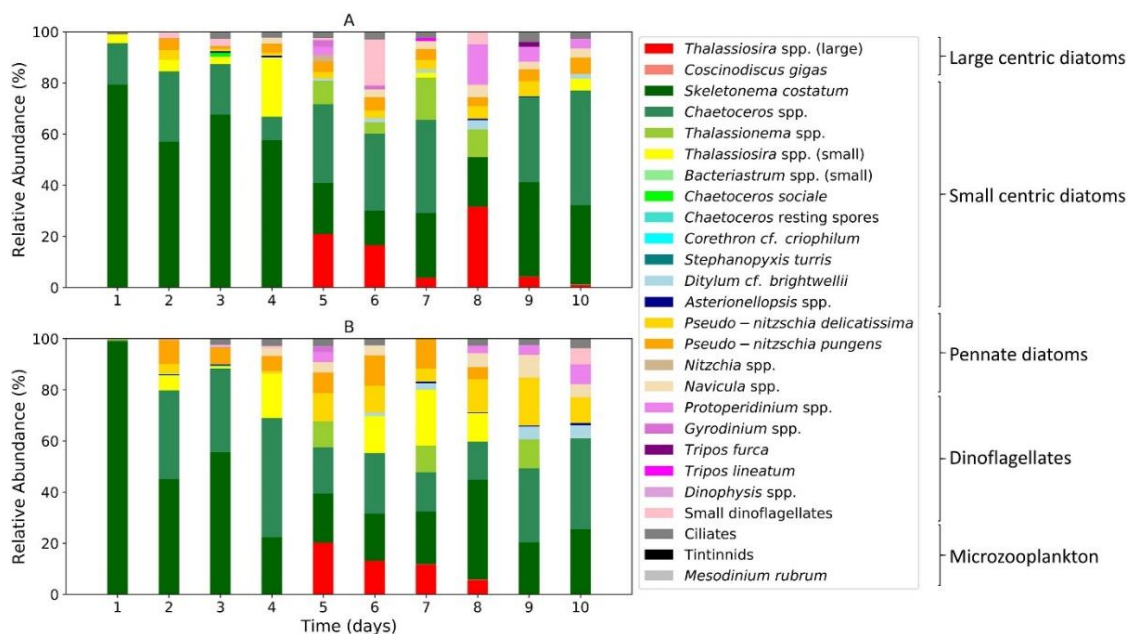 A
Relative Abundance (%)
100
80
60
40
20
0
1 2 3 4 5 6 7 8 9 10
B
Relative Abundance (%)
100
80
60
40
20
0
1 2 3 4 5 6 7 8 9 10
Time (days)
Thalassiosira spp. (large)
Coscinodiscus gigas
Skeletonema costatum
Chaetoceros spp.
Thalassionema spp.
Thalassiosira spp. (small)
Bacteriastrum spp. (small)
Chaetoceros sociale
Chaetoceros resting spores
Corethron cf. criophilum
Stephanopyxis turris
Ditylum cf. brightwellii
Asterionellopsis spp.
Pseudo − nitzschia delicatissima
Pseudo − nitzschia pungens
Nitzchia spp.
Navicula spp.
Protoperidinium spp.
Gyrodinium spp.
Tripos furca
Tripos lineatum
Dinophysis spp.
Small dinoflagellates
Ciliates
Tintinnids
Mesodinium rubrum
Large centric diatoms
Small centric diatoms
Pennate diatoms
Dinoflagellates
Microzooplankton